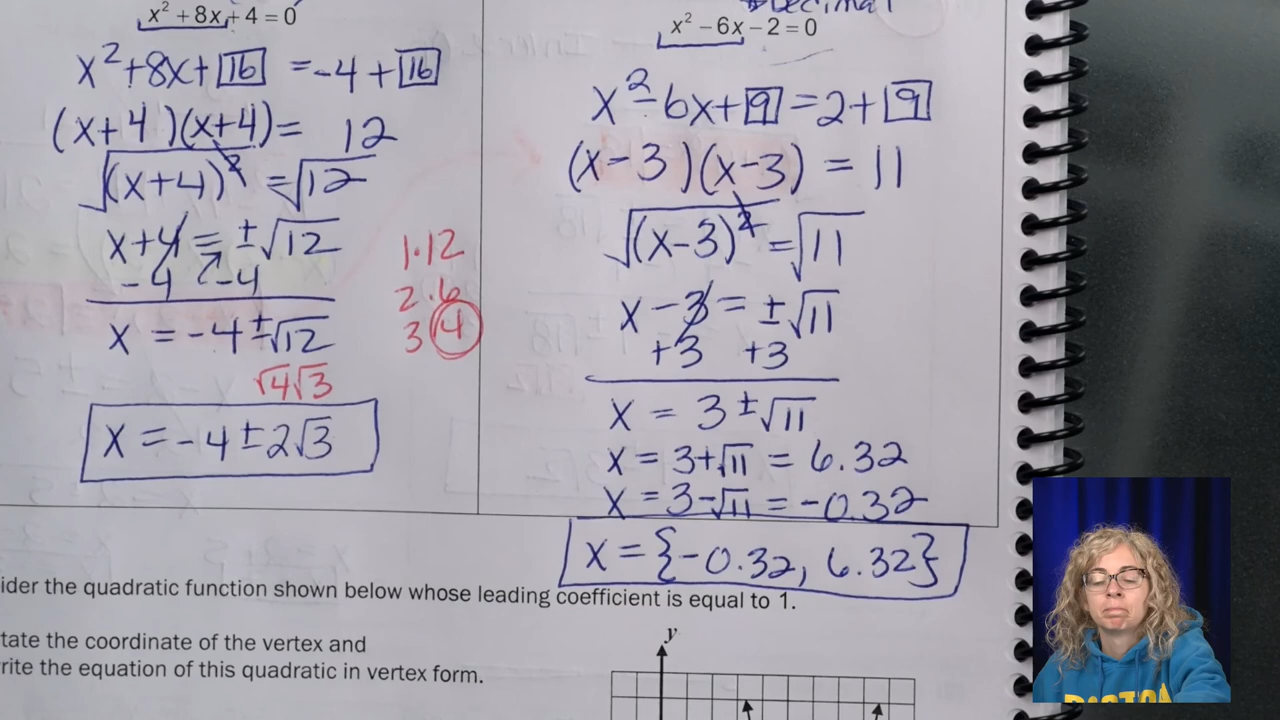 x² + 8x + 4 = 0
x²+8x+16 = -4+16
(x+4)(x+4) = 12
√(x+4)² = √12
x+4 = ±√12
-4 -4
x = -4 ±√12
√4√3
x = -4 ± 2√3
1·12
2·6
3 4
Decimal
x² − 6x − 2 = 0
x²-6x+9 = 2+9
(x-3)(x-3) = 11
√(x-3)² = √11
x-3 = ±√11
+3 +3
x = 3 ±√11
x = 3+√11 = 6.32
x = 3-√11 = -0.32
x = {-0.32, 6.32}
ider the quadratic function shown below whose leading coefficient is equal to 1.
tate the coordinate of the vertex and
rite the equation of this quadratic in vertex form.
y